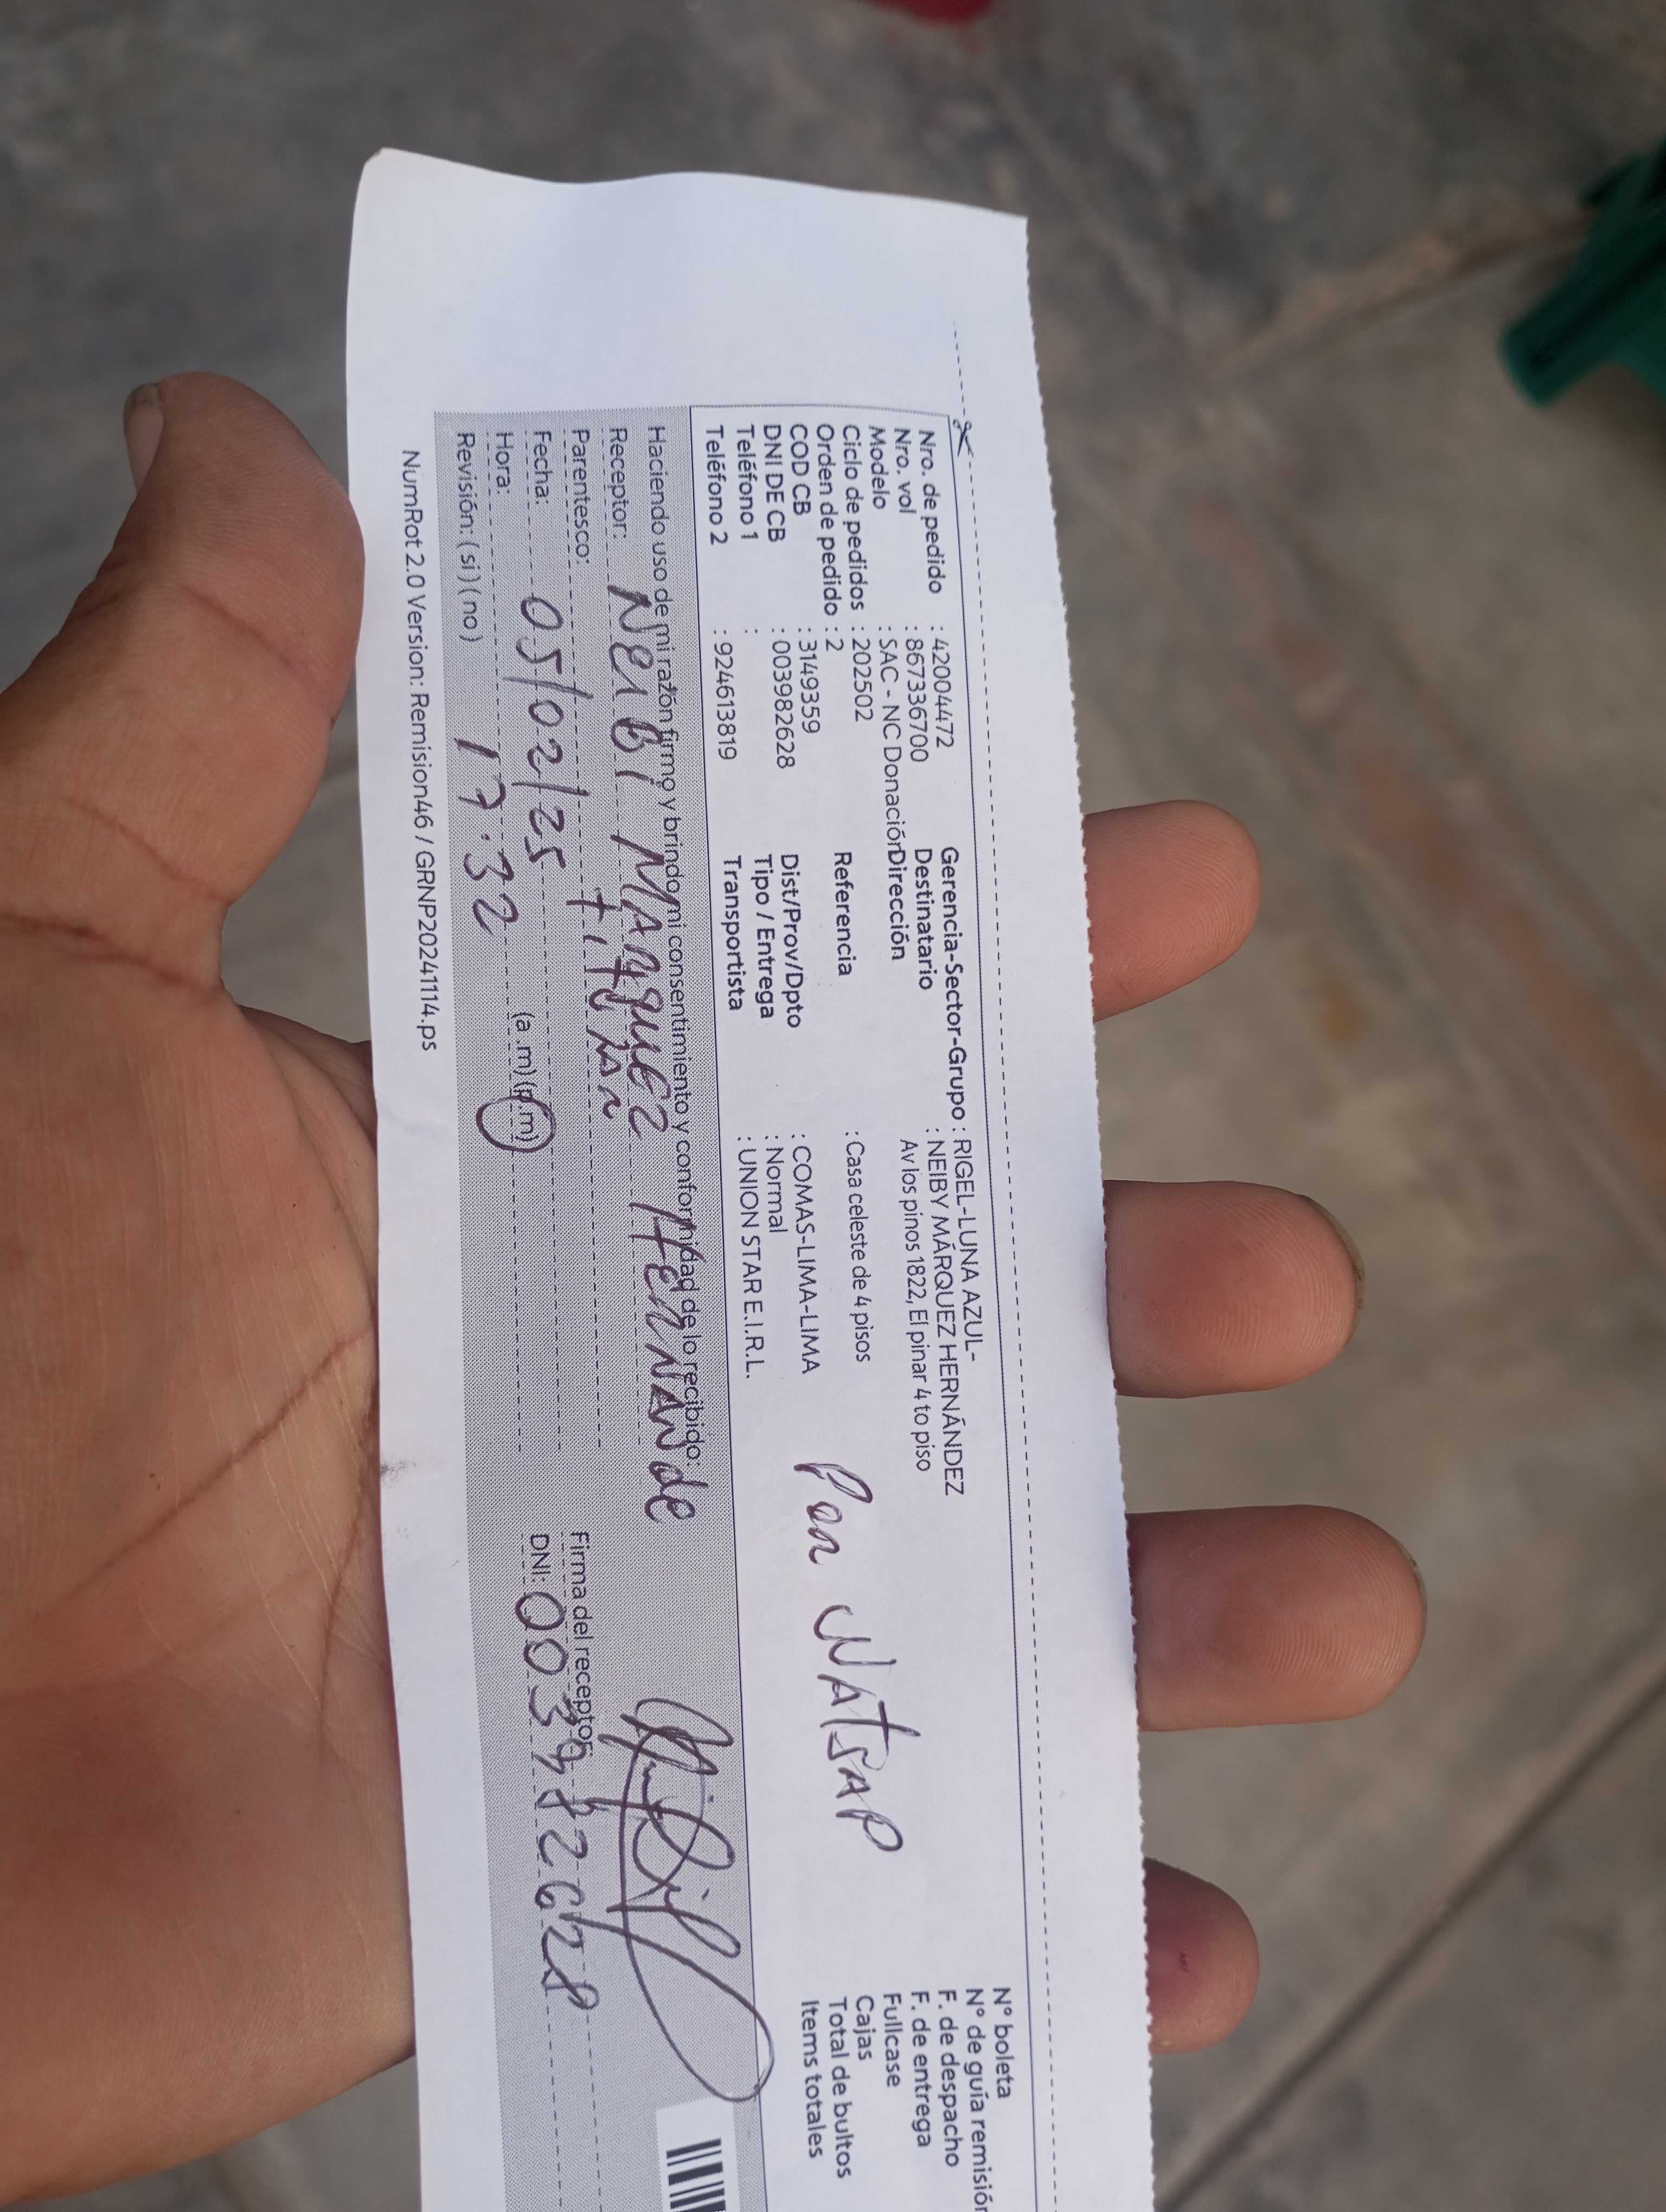 Nro. de pedido : 42004472
Nro. vol : 867336700
Modelo : SAC - NC Donación
Ciclo de pedidos : 202502
Orden de pedido : 2
COD CB : 3149359
DNI DE CB : 003982628
Teléfono 1 :
Teléfono 2 : 924613819
Gerencia-Sector-Grupo : RIGEL-LUNA AZUL-
Destinatario : NEIBY MÁRQUEZ HERNÁNDEZ
Dirección Av los pinos 1822, El pinar 4 to piso
Referencia : Casa celeste de 4 pisos
Dist/Prov/Dpto : COMAS-LIMA-LIMA
Tipo / Entrega : Normal
Transportista : UNION STAR E.I.R.L.
Por WAtSAP
N° boleta
N° de guía remisión
F. de despacho
F. de entrega
Fullcase
Cajas
Total de bultos
Items totales
Haciendo uso de mi razón firmo y brindo mi consentimiento y conformidad de lo recibido:
Receptor: NeiBi MArquez HerNANde
Parentesco: titular
Fecha: 05/02/25
Hora: 17:32 (a.m) (p.m)
Revisión: ( si ) ( no )
Firma del receptor:
DNI: 003982628
NumRot 2.0 Version: Remision46 / GRNP20241114.ps